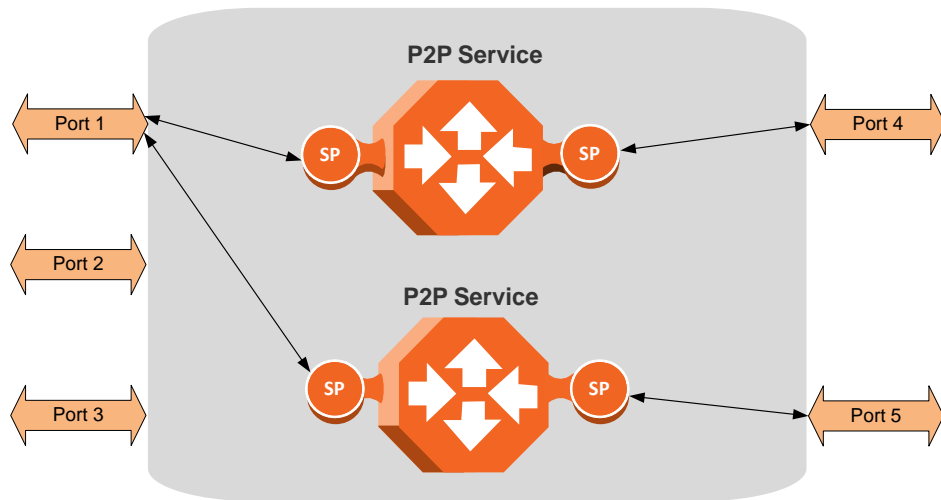 P2P Service
Port 1
SP
SP
Port 4
Port 2
P2P Service
SP
SP
Port 3
Port 5